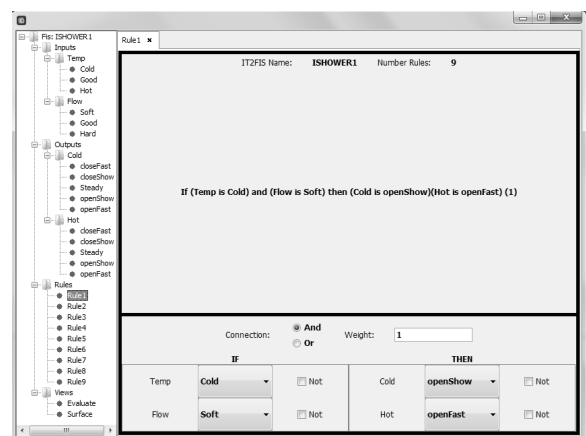 Fis: ISHOWER1
Inputs
Temp
Cold
Good
Hot
Flow
Soft
Good
Hard
Outputs
Cold
closeFast
closeShow
Steady
openShow
openFast
Hot
closeFast
closeShow
Steady
openShow
openFast
Rules
Rule1
Rule2
Rule3
Rule4
Rule5
Rule6
Rule7
Rule8
Rule9
Views
Evaluate
Surface
Rule1 ×
IT2FIS Name: ISHOWER1 Number Rules: 9
If (Temp is Cold) and (Flow is Soft) then (Cold is openShow)(Hot is openFast) (1)
Connection: And Or Weight: 1
IF THEN
Temp Cold Not Cold openShow Not
Flow Soft Not Hot openFast Not